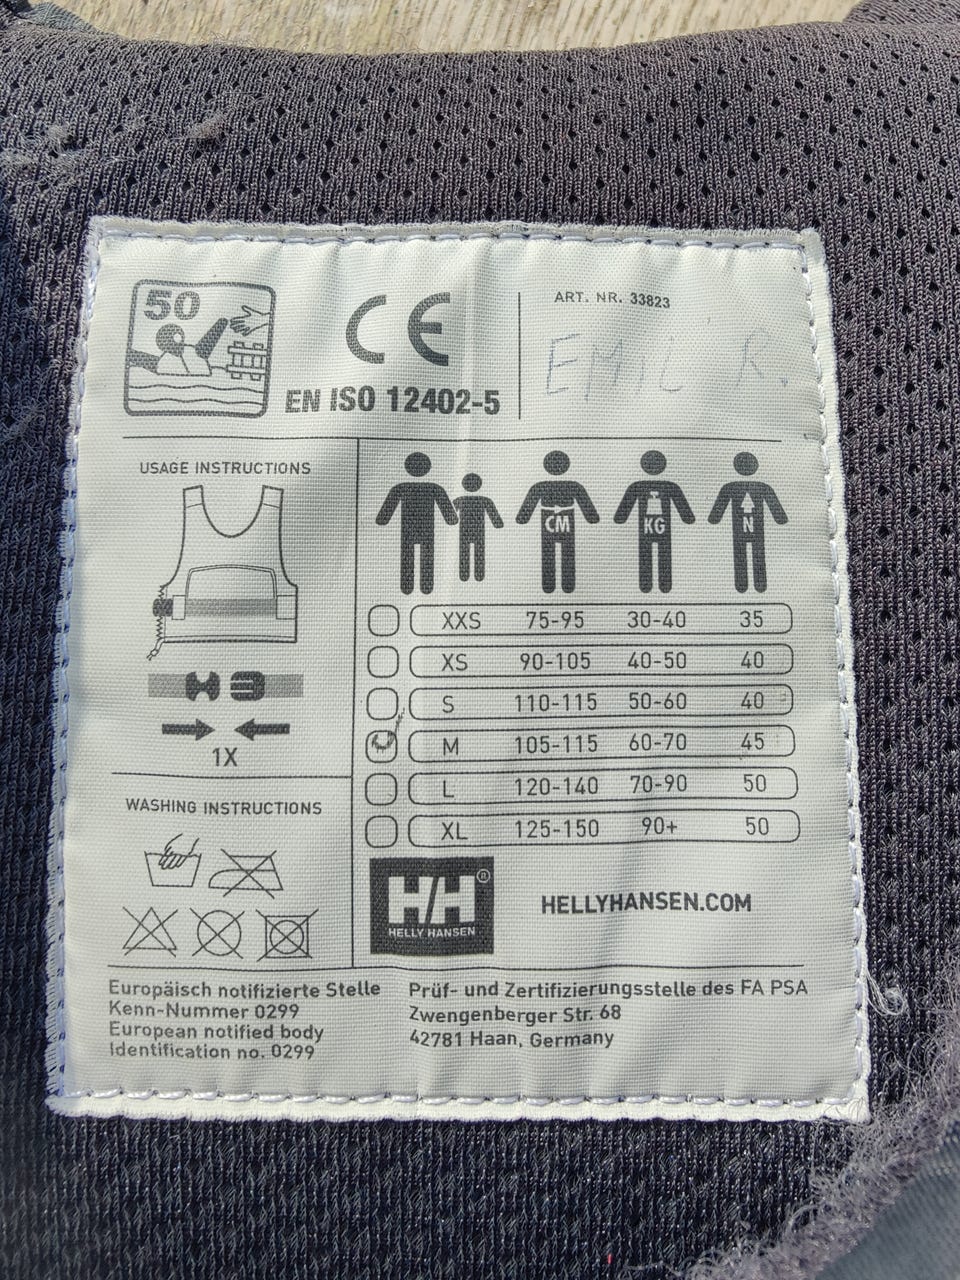 50
CE
EN ISO 12402-5
ART. NR. 33823
EMIL R.
USAGE INSTRUCTIONS
1X
WASHING INSTRUCTIONS
CM KG N
XXS 75-95 30-40 35
XS 90-105 40-50 40
S 110-115 50-60 40
M 105-115 60-70 45
L 120-140 70-90 50
XL 125-150 90+ 50
HH®
HELLY HANSEN
HELLYHANSEN.COM
Europäisch notifizierte Stelle
Kenn-Nummer 0299
European notified body
Identification no. 0299
Prüf- und Zertifizierungsstelle des FA PSA
Zwengenberger Str. 68
42781 Haan, Germany